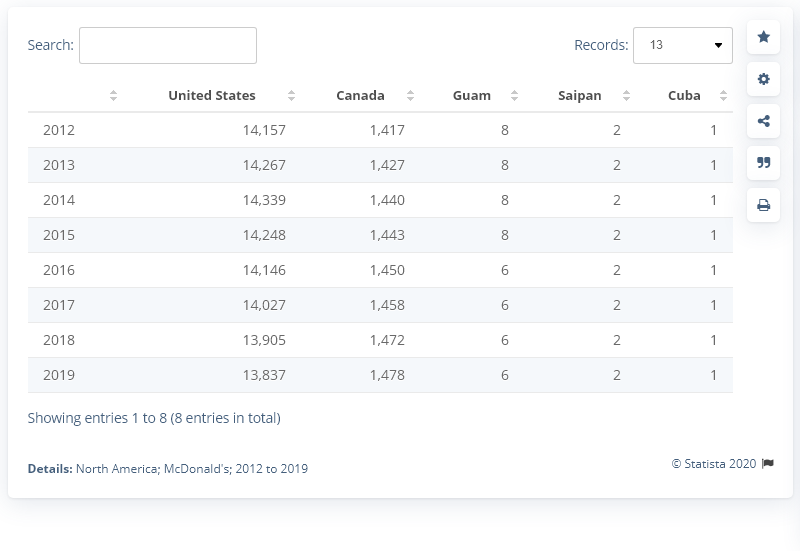 Search: Records: 13
United States Canada Guam Saipan Cuba
2012 14,157 1,417 8 2 1
2013 14,267 1,427 8 2 1
2014 14,339 1,440 8 2 1
2015 14,248 1,443 8 2 1
2016 14,146 1,450 6 2 1
2017 14,027 1,458 6 2 1
2018 13,905 1,472 6 2 1
2019 13,837 1,478 6 2 1
Showing entries 1 to 8 (8 entries in total)
Details: North America; McDonald's; 2012 to 2019
© Statista 2020